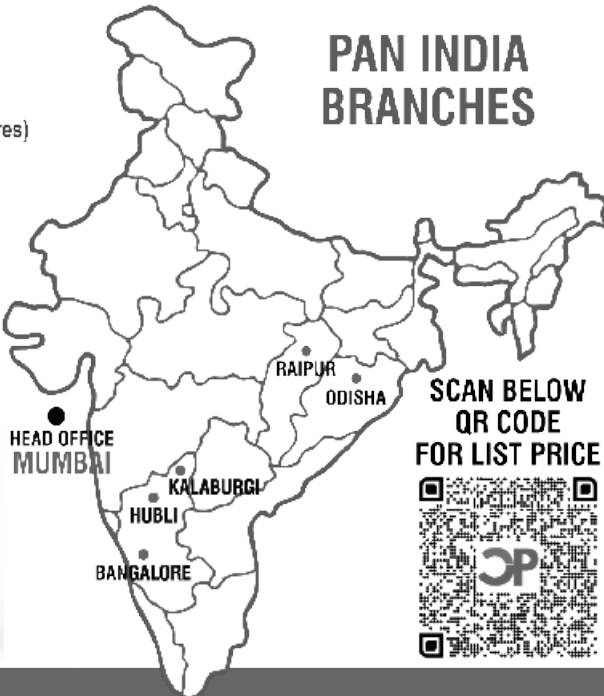 PAN INDIA
BRANCHES
res)
RAIPUR
ODISHA
HEAD OFFICE
MUMBAI
KALABURGI
HUBLI
BANGALORE
SCAN BELOW
QR CODE
FOR LIST PRICE
CP